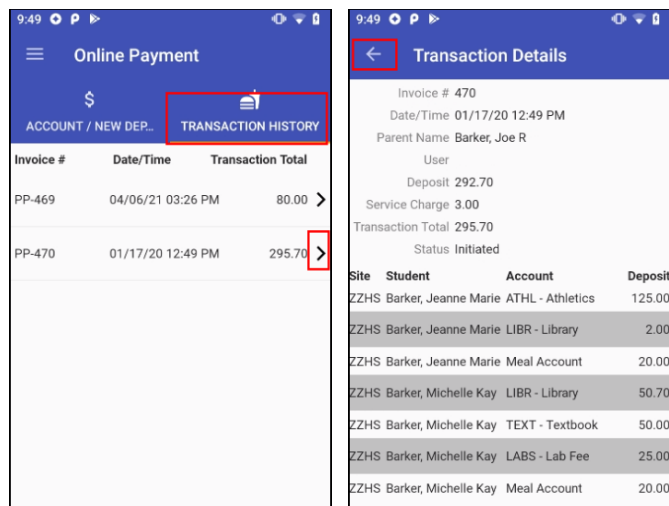 9:49
Online Payment
$
ACCOUNT / NEW DEP... TRANSACTION HISTORY
Invoice # Date/Time Transaction Total
PP-469 04/06/21 03:26 PM 80.00
PP-470 01/17/20 12:49 PM 295.70
9:49
Transaction Details
Invoice # 470
Date/Time 01/17/20 12:49 PM
Parent Name Barker, Joe R
User
Deposit 292.70
Service Charge 3.00
Transaction Total 295.70
Status Initiated
Site Student Account Deposit
ZZHS Barker, Jeanne Marie ATHL - Athletics 125.00
ZZHS Barker, Jeanne Marie LIBR - Library 2.00
ZZHS Barker, Jeanne Marie Meal Account 20.00
ZZHS Barker, Michelle Kay LIBR - Library 50.70
ZZHS Barker, Michelle Kay TEXT - Textbook 50.00
ZZHS Barker, Michelle Kay LABS - Lab Fee 25.00
ZZHS Barker, Michelle Kay Meal Account 20.00